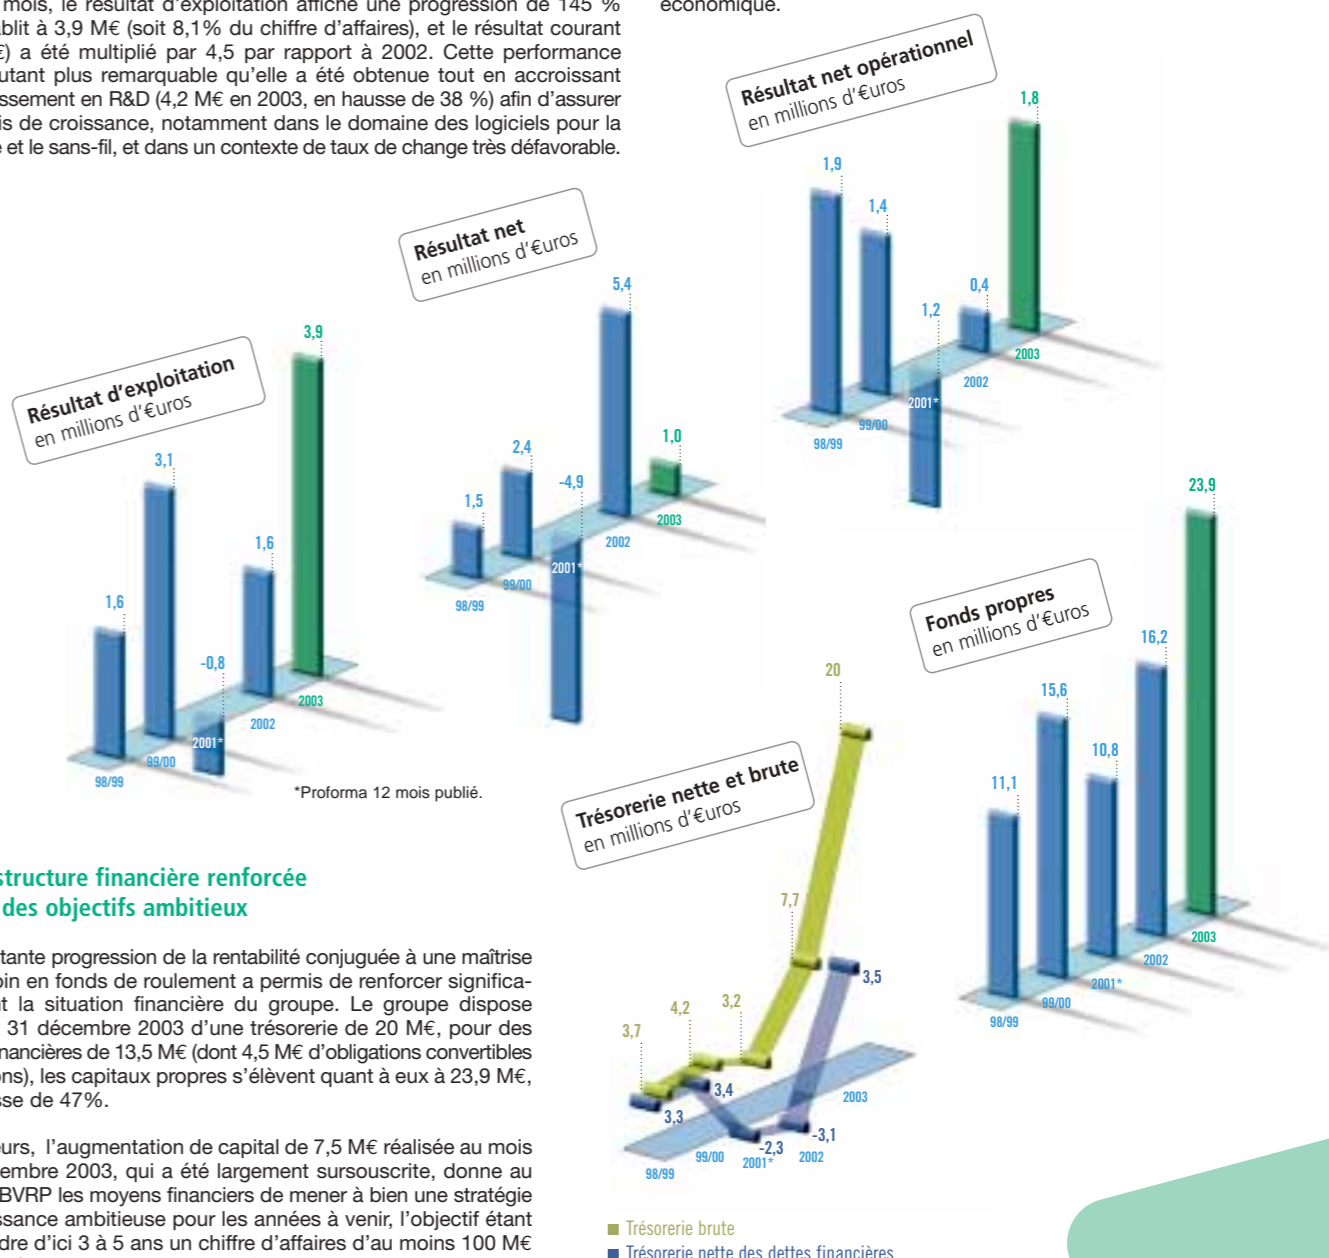 mois, le résultat d'exploitation affiche une progression de 145 %
à 3,9 M€ (soit 8,1% du chiffre d'affaires), et le résultat courant
a été multiplié par 4,5 par rapport à 2002. Cette performance
plus remarquable qu'elle a été obtenue tout en accroissant
en R&D (4,2 M€ en 2003, en hausse de 38 %) afin d'assurer
de croissance, notamment dans le domaine des logiciels pour la
et le sans-fil, et dans un contexte de taux de change très défavorable.
économique.
Résultat net opérationnel
en millions d'€uros
1,9
1,4
1,2
0,4
1,8
98/99
99/00
2001*
2002
2003
Résultat net
en millions d'€uros
1,5
2,4
-4,9
5,4
1,0
98/99
99/00
2001*
2002
2003
Résultat d'exploitation
en millions d'€uros
1,6
3,1
-0,8
1,6
3,9
98/99
99/00
2001*
2002
2003
*Proforma 12 mois publié.
Fonds propres
en millions d'€uros
11,1
15,6
10,8
16,2
23,9
98/99
99/00
2001*
2002
2003
structure financière renforcée
des objectifs ambitieux
progression de la rentabilité conjuguée à une maîtrise
en fonds de roulement a permis de renforcer significa-
la situation financière du groupe. Le groupe dispose
31 décembre 2003 d'une trésorerie de 20 M€, pour des
de 13,5 M€ (dont 4,5 M€ d'obligations convertibles
les capitaux propres s'élèvent quant à eux à 23,9 M€,
de 47%.
l'augmentation de capital de 7,5 M€ réalisée au mois
2003, qui a été largement sursouscrite, donne au
BVRP les moyens financiers de mener à bien une stratégie
ambitieuse pour les années à venir, l'objectif étant
d'ici 3 à 5 ans un chiffre d'affaires d'au moins 100 M€
Trésorerie nette et brute
en millions d'€uros
3,7
4,2
3,2
7,7
20
3,3
3,4
-2,3
-3,1
3,5
98/99
99/00
2001*
2002
2003
Trésorerie brute
Trésorerie nette des dettes financières